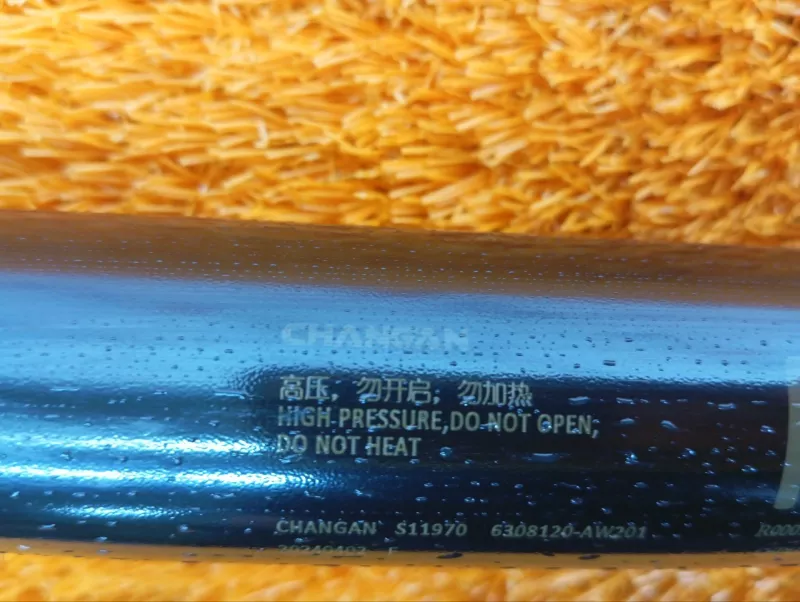 CHANGAN
高压，勿开启，勿加热
HIGH PRESSURE,DO NOT OPEN,
DO NOT HEAT
CHANGAN S11970 6308120-AW201